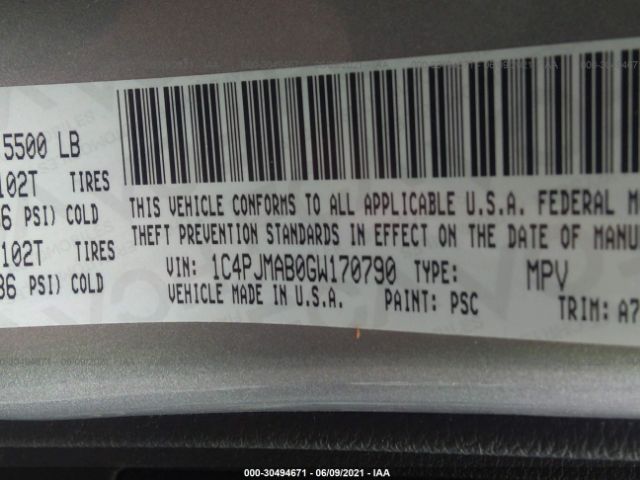 5500 LB
102T TIRES
36 PSI) COLD
102T TIRES
36 PSI) COLD
THIS VEHICLE CONFORMS TO ALL APPLICABLE U.S.A. FEDERAL M
THEFT PREVENTION STANDARDS IN EFFECT ON THE DATE OF MANU
VIN: 1C4PJMAB0GW170790 TYPE: MPV
VEHICLE MADE IN U.S.A. PAINT: PSC TRIM: A7
000-30494671 - 06/09/2021 - IAA